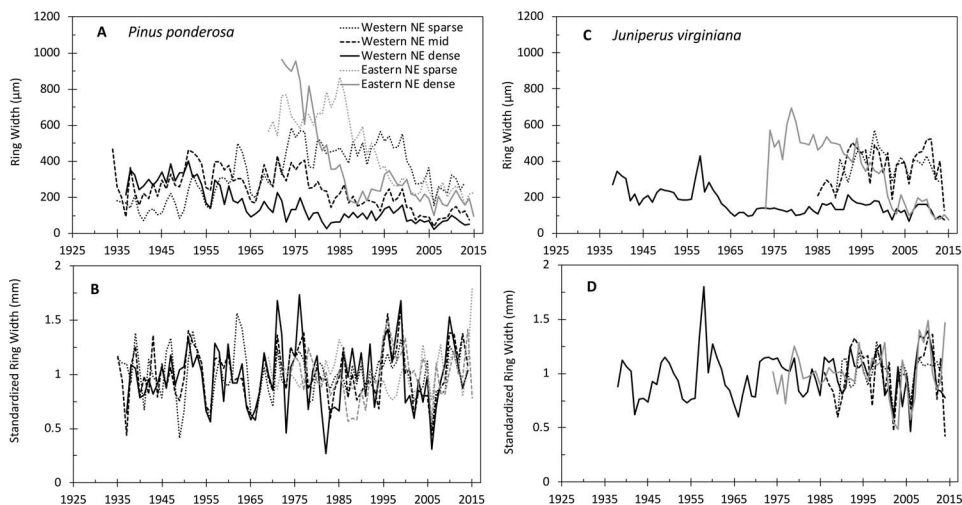 A Pinus ponderosa
Western NE sparse
Western NE mid
Western NE dense
Eastern NE sparse
Eastern NE dense
Ring Width (μm)
1200
1000
800
600
400
200
0
1925 1935 1945 1955 1965 1975 1985 1995 2005 2015
C Juniperus virginiana
Ring Width (μm)
1200
1000
800
600
400
200
0
1925 1935 1945 1955 1965 1975 1985 1995 2005 2015
B
Standardized Ring Width (mm)
2
1.5
1
0.5
0
1925 1935 1945 1955 1965 1975 1985 1995 2005 2015
D
Standardized Ring Width (mm)
2
1.5
1
0.5
0
1925 1935 1945 1955 1965 1975 1985 1995 2005 2015